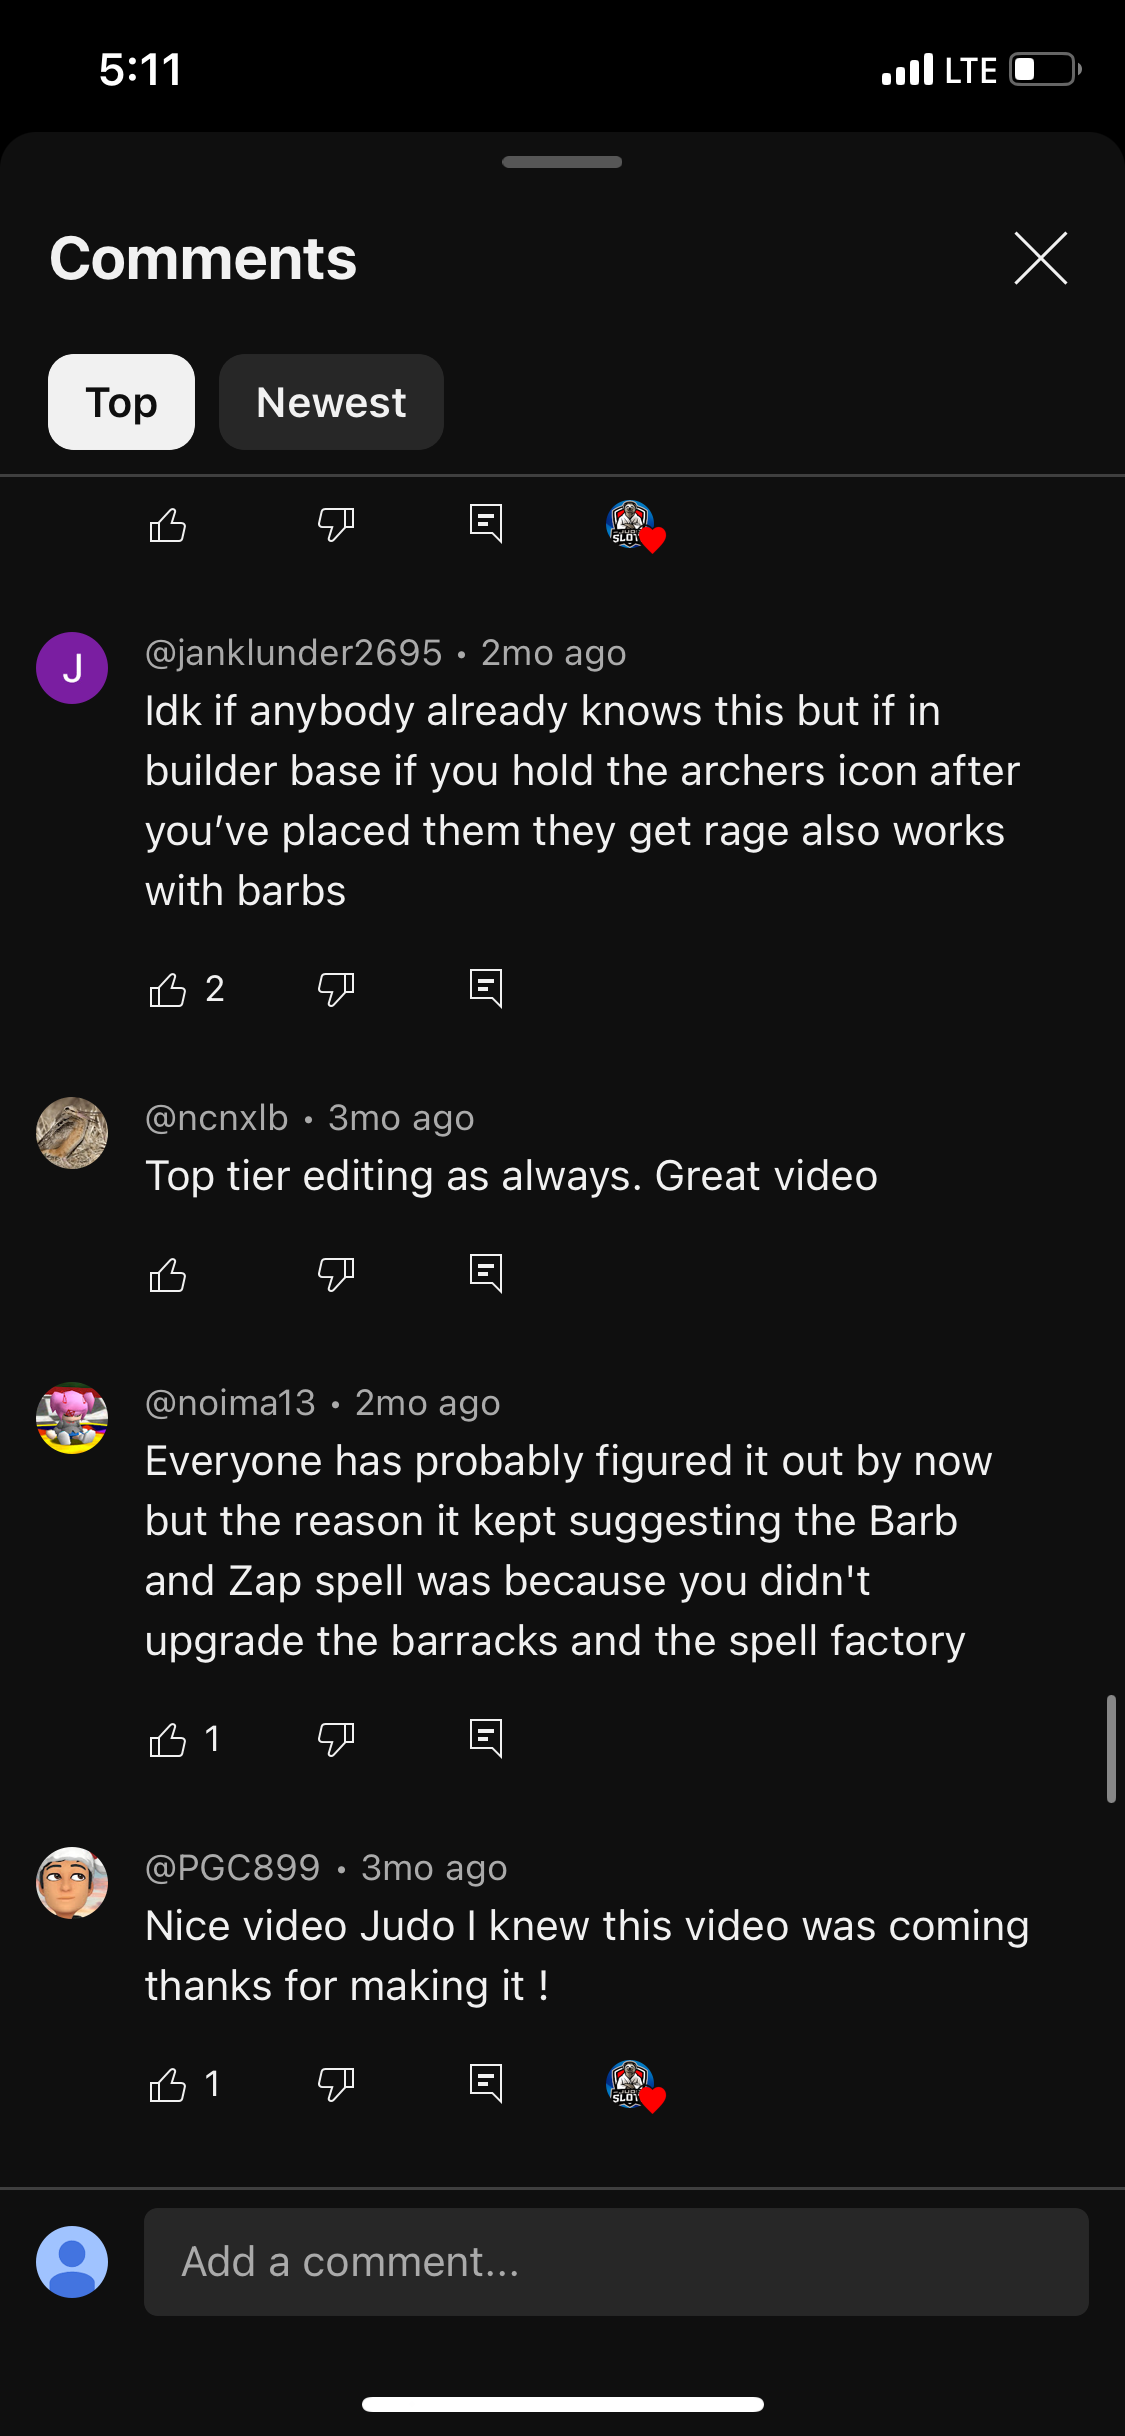 5:11
LTE
Comments
Top
Newest
@janklunder2695 • 2mo ago
Idk if anybody already knows this but if in
builder base if you hold the archers icon after
you’ve placed them they get rage also works
with barbs
2
@ncnxlb • 3mo ago
Top tier editing as always. Great video
@noima13 • 2mo ago
Everyone has probably figured it out by now
but the reason it kept suggesting the Barb
and Zap spell was because you didn't
upgrade the barracks and the spell factory
1
@PGC899 • 3mo ago
Nice video Judo I knew this video was coming
thanks for making it !
1
Add a comment...